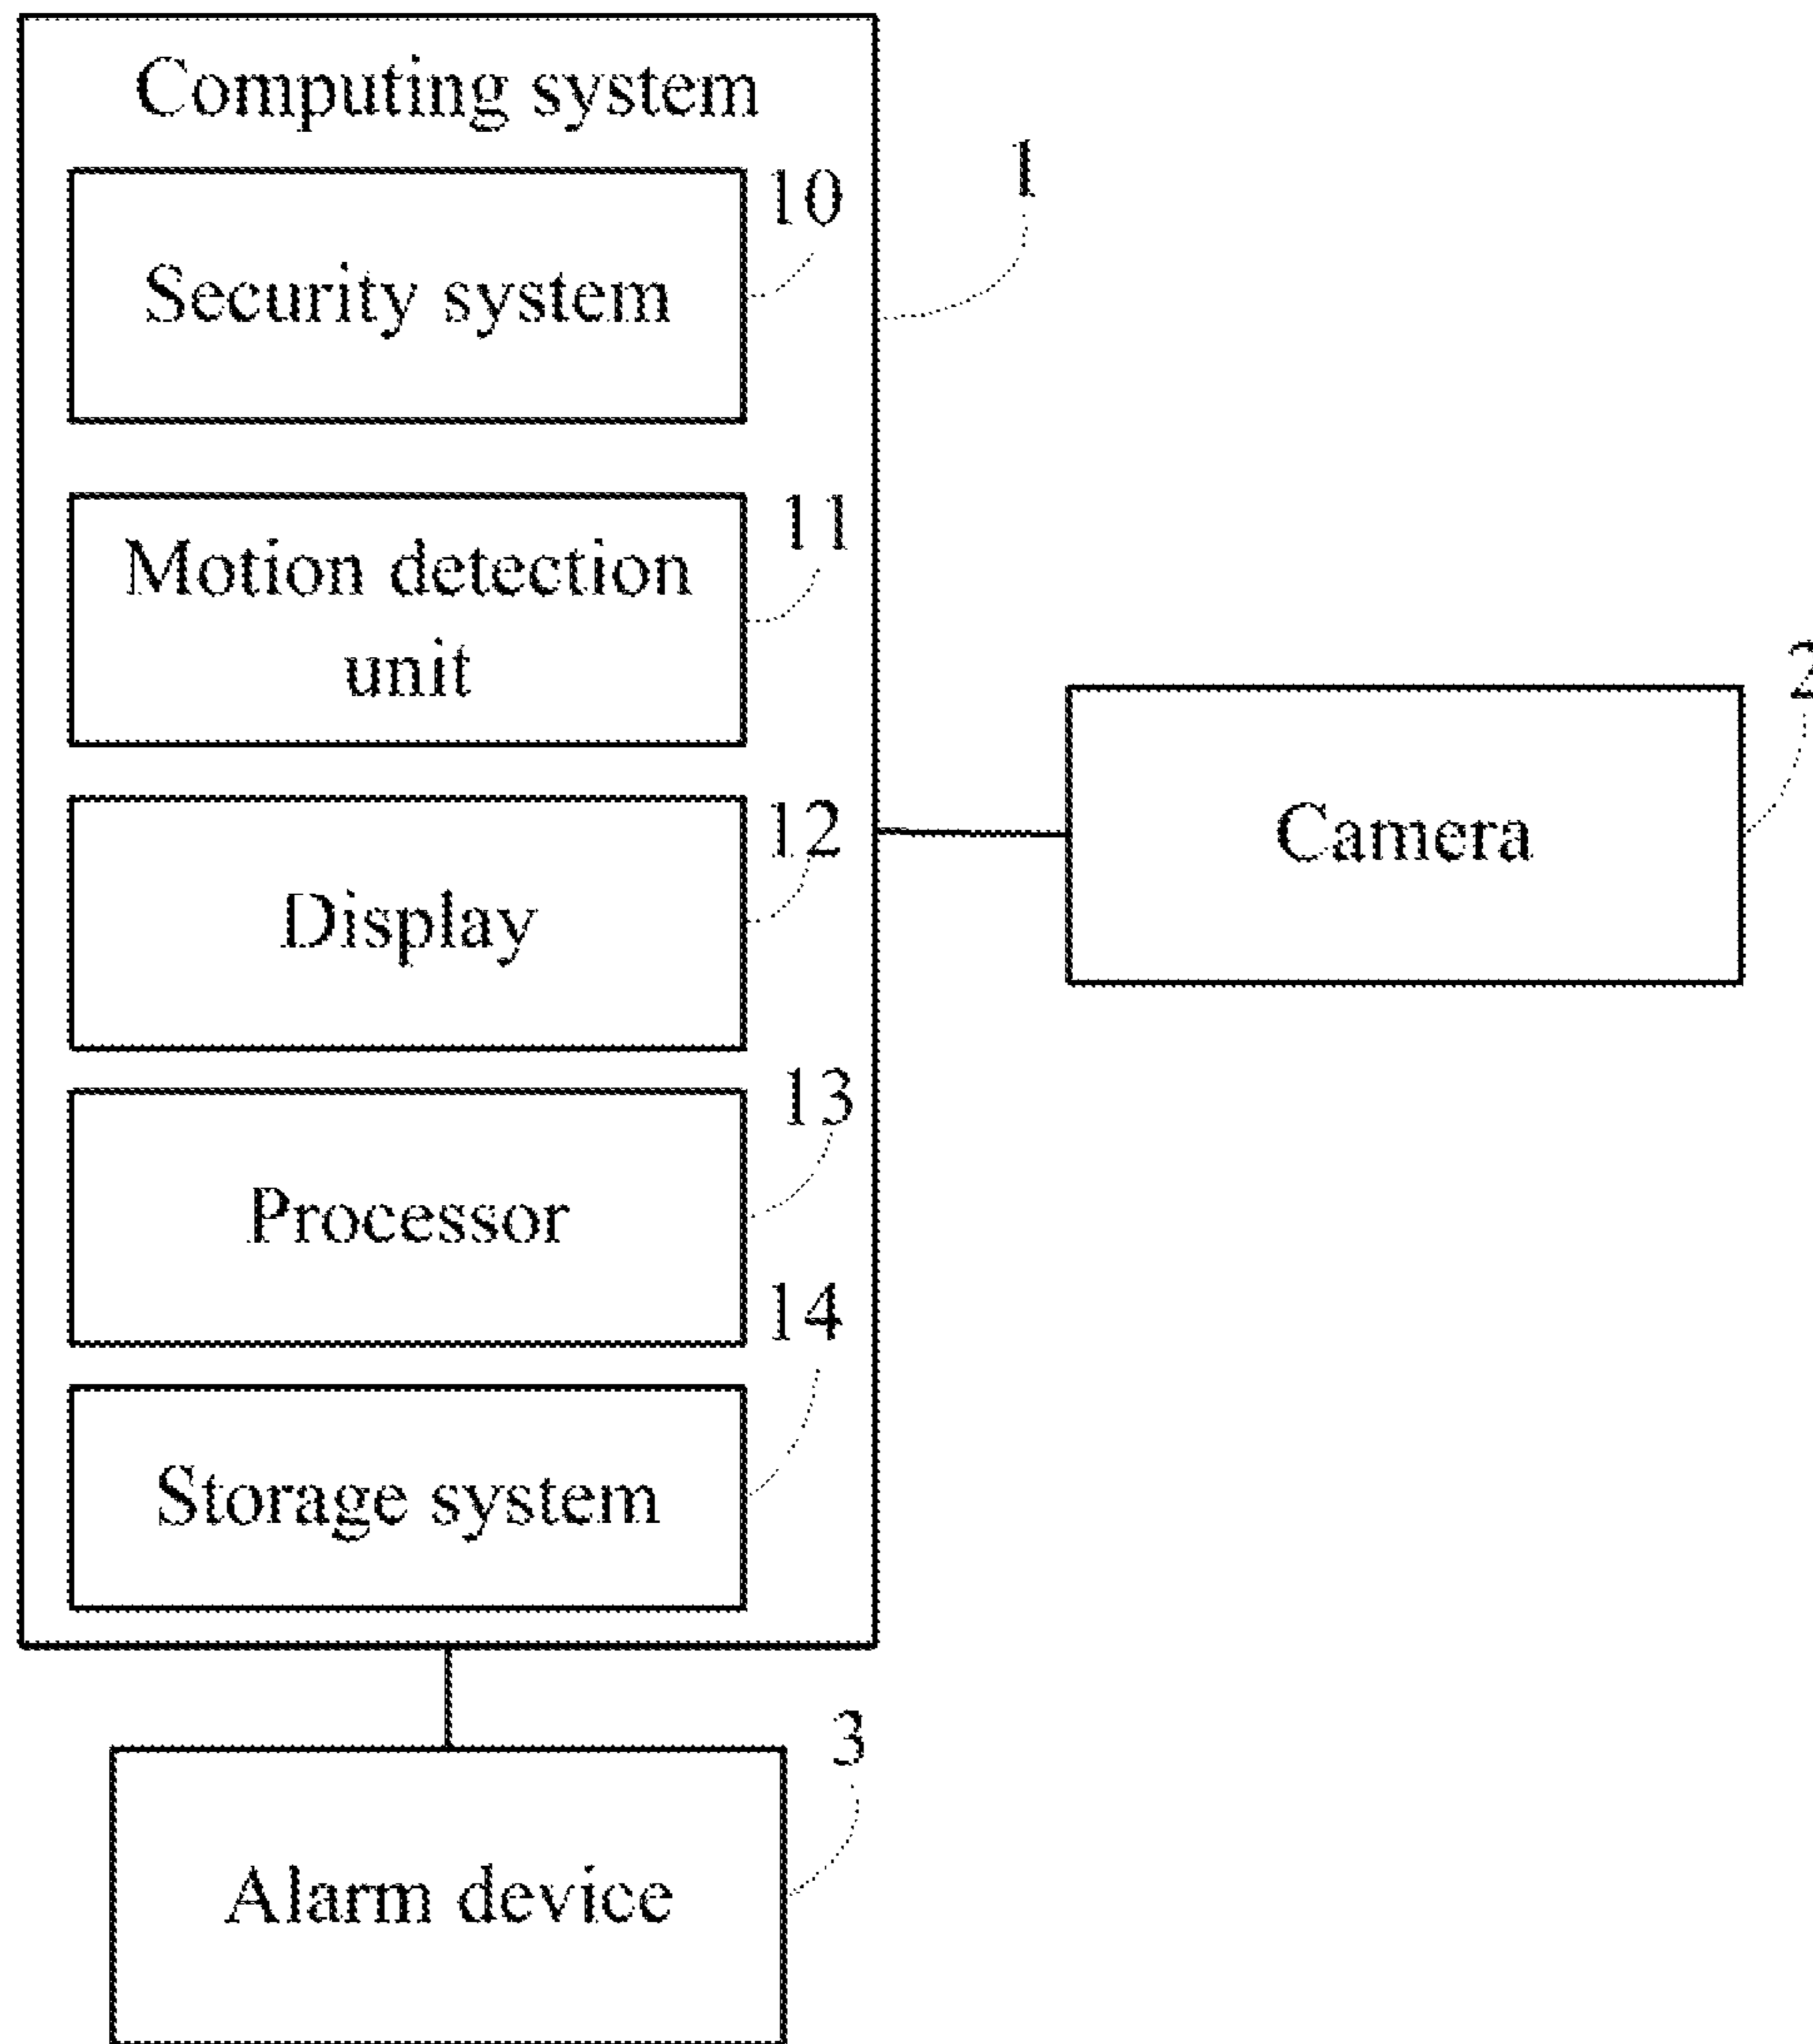 Computing system
10
1
Security system
11
Motion detection
unit
2
12
Camera
Display
13
Processor
14
Storage system
3
Alarm device